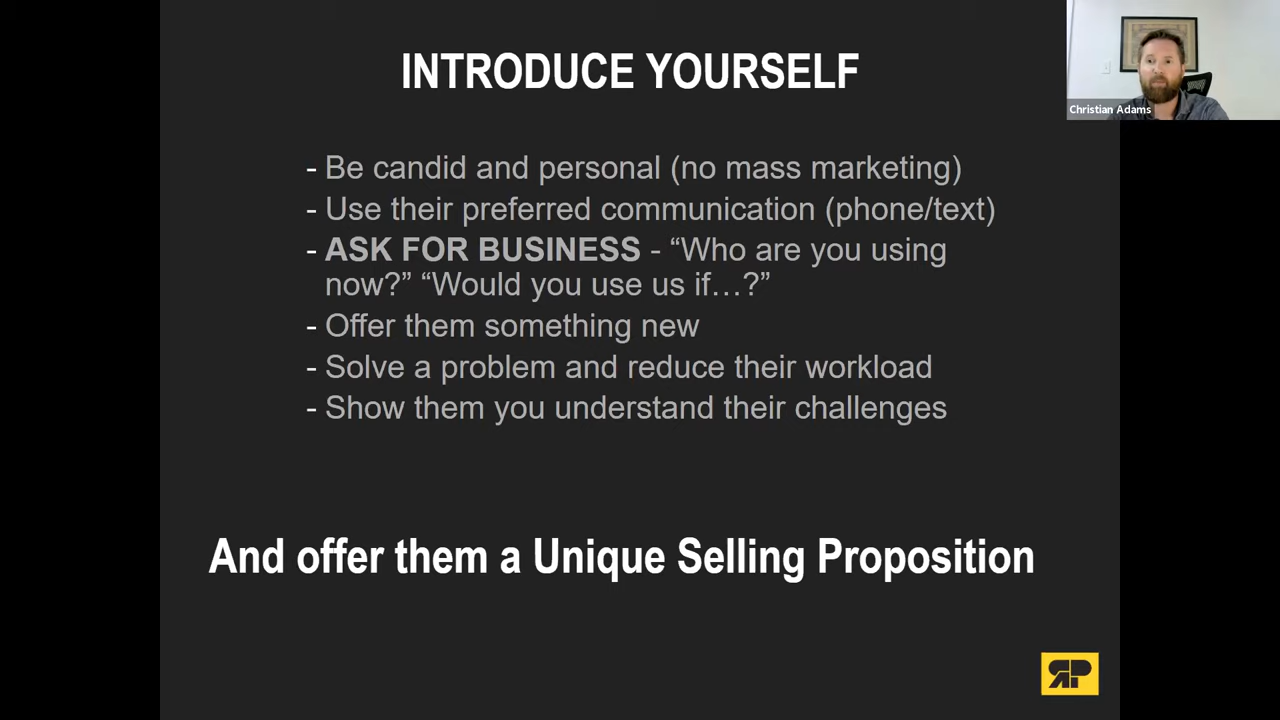 INTRODUCE YOURSELF
Christian Adams
- Be candid and personal (no mass marketing)
- Use their preferred communication (phone/text)
- ASK FOR BUSINESS - “Who are you using
now?” “Would you use us if…?”
- Offer them something new
- Solve a problem and reduce their workload
- Show them you understand their challenges
And offer them a Unique Selling Proposition